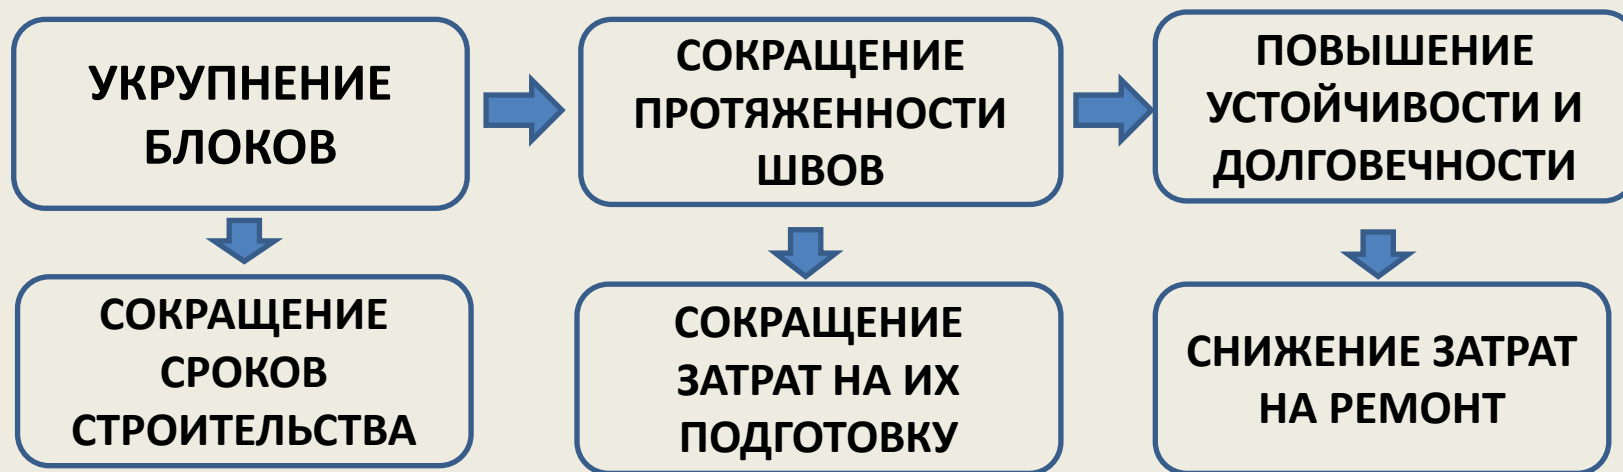 УКРУПНЕНИЕ
БЛОКОВ
СОКРАЩЕНИЕ
ПРОТЯЖЕННОСТИ
ШВОВ
ПОВЫШЕНИЕ
УСТОЙЧИВОСТИ И
ДОЛГОВЕЧНОСТИ
СОКРАЩЕНИЕ
СРОКОВ
СТРОИТЕЛЬСТВА
СОКРАЩЕНИЕ
ЗАТРАТ НА ИХ
ПОДГОТОВКУ
СНИЖЕНИЕ ЗАТРАТ
НА РЕМОНТ